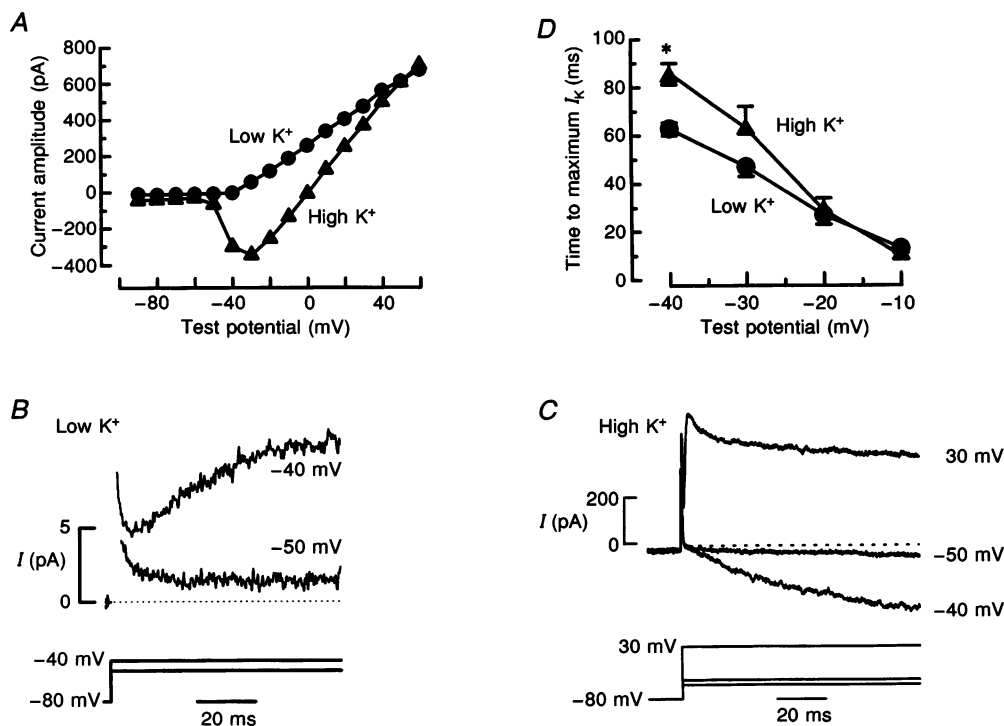 A
800
600
400
200
0
−200
−400
Current amplitude (pA)
Low K+
High K+
−80
−40
0
40
Test potential (mV)
D
100
80
60
40
20
0
Time to maximum IK (ms)
*
High K+
Low K+
−40
−30
−20
−10
Test potential (mV)
B
Low K+
−40 mV
−50 mV
5
I (pA)
0
−40 mV
−80 mV
20 ms
C
High K+
30 mV
200
I (pA)
0
−50 mV
−40 mV
30 mV
−80 mV
20 ms